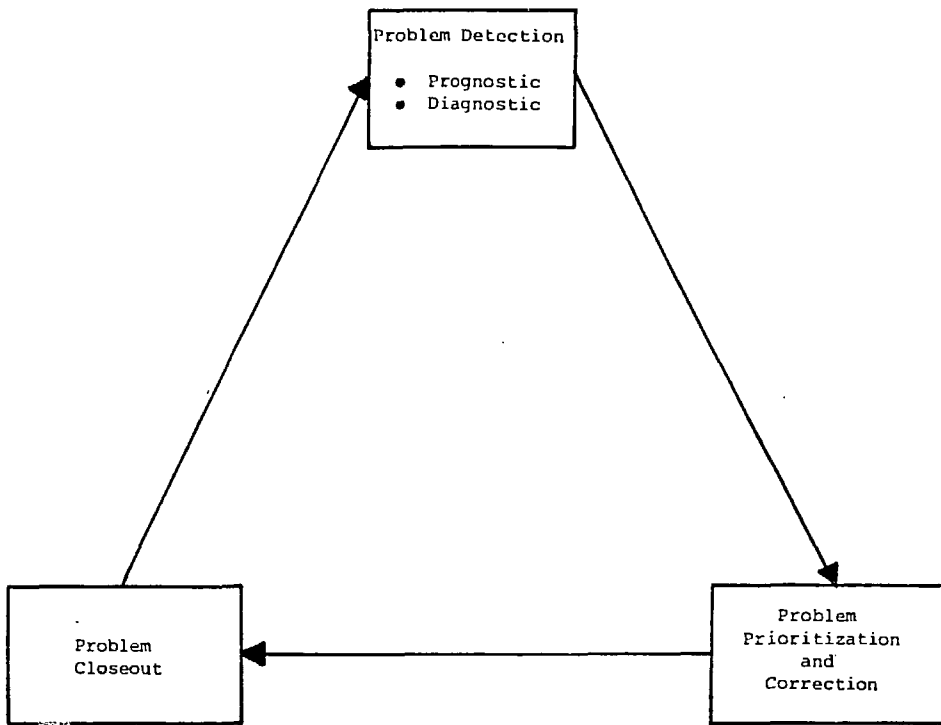 Problem Detection
• Prognostic
• Diagnostic
Problem
Closeout
Problem
Prioritization
and
Correction